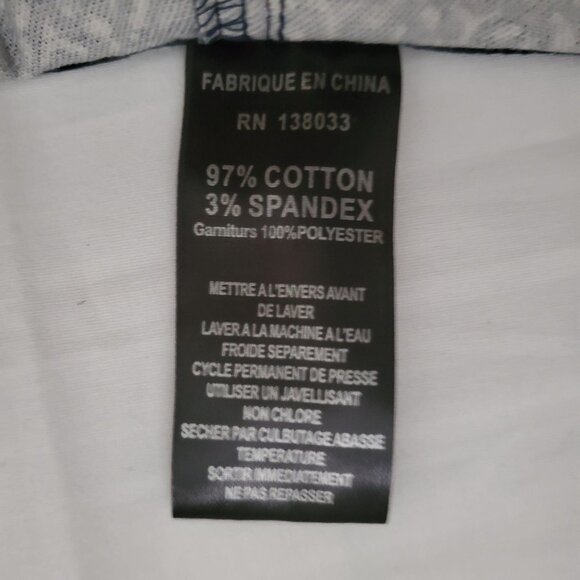 FABRIQUE EN CHINA
RN 138033
97% COTTON
3% SPANDEX
Garniturs 100%POLYESTER
METTRE A L'ENVERS AVANT
DE LAVER
LAVER A LA MACHINE A L'EAU
FROIDE SEPAREMENT
CYCLE PERMANENT DE PRESSE
UTILISER UN JAVELLISANT
NON CHLORE
SECHER PAR CULBUTAGE ABASSE
TEMPERATURE
SORTIR IMMEDIATEMENT
NE PAS REPASSER